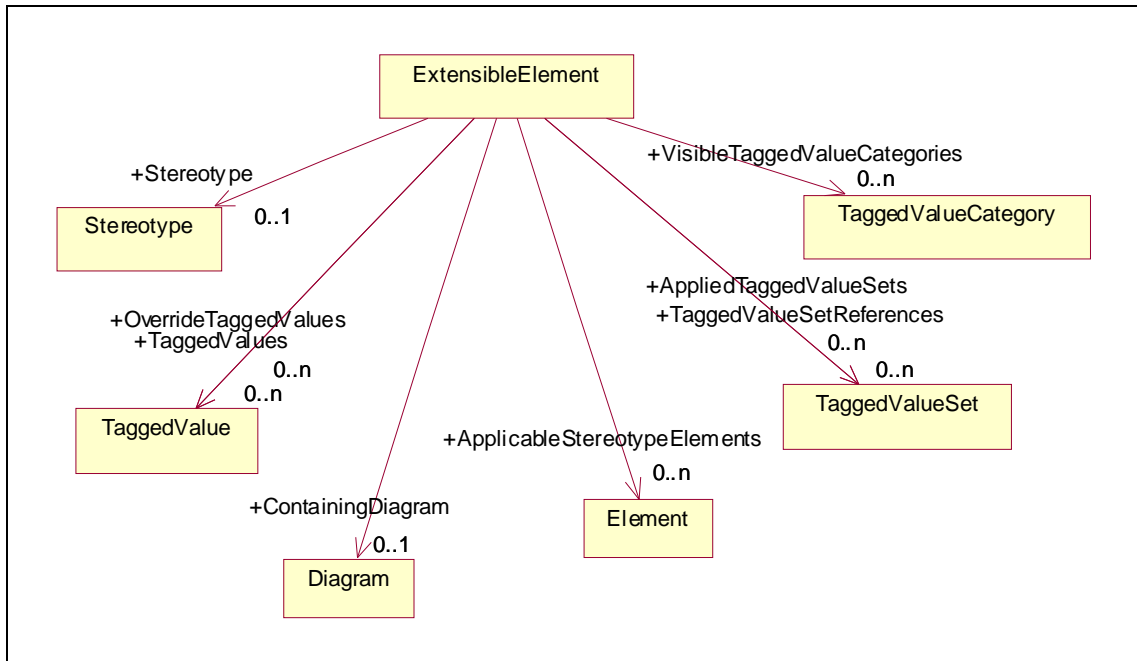 ExtensibleElement
+VisibleTaggedValueCategories
0..n
+Stereotype
0..1
Stereotype
TaggedValueCategory
+AppliedTaggedValueSets
+TaggedValueSetReferences
0..n
0..n
+OverrideTaggedValues
+TaggedValues
0..n
0..n
TaggedValue
TaggedValueSet
+ApplicableStereotypeElements
0..n
+ContainingDiagram
0..1
Element
Diagram